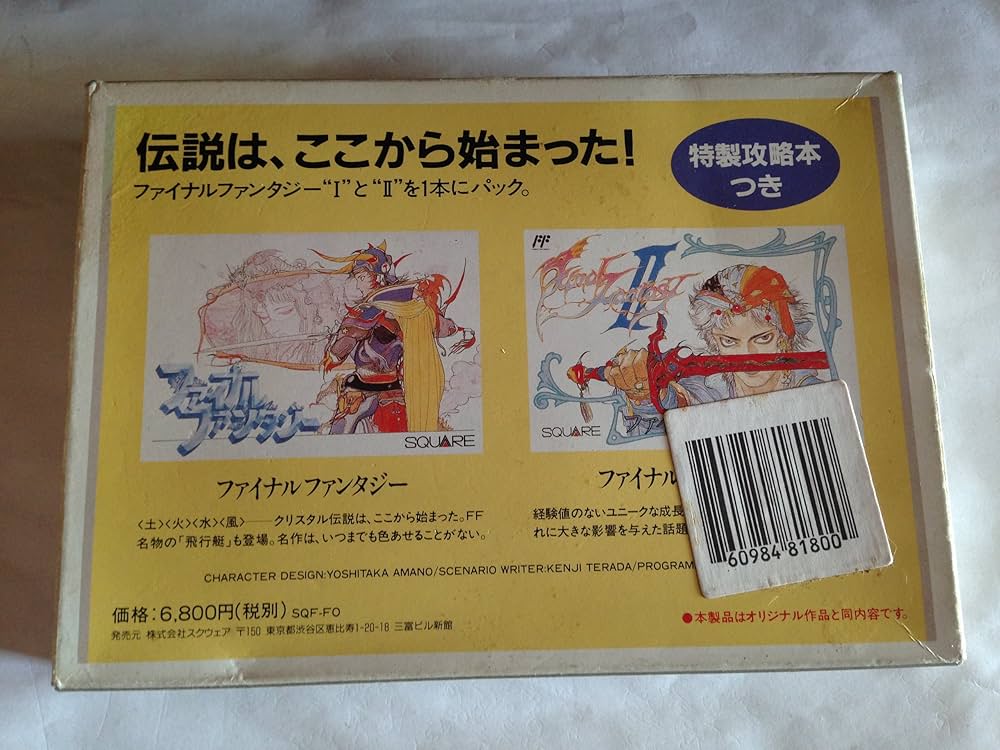 伝説は、ここから始まった!
特製攻略本
つき
ファイナルファンタジー“Ⅰ”と“Ⅱ”を1本にパック。
ファイナル
ファンタジー
SQUARE
FF
II
SQUARE
ファイナルファンタジー
ファイナル
〈土〉〈火〉〈水〉〈風〉──クリスタル伝説は、ここから始まった。FF
名物の「飛行艇」も登場。名作は、いつまでも色あせることがない。
経験値のないユニークな成長
れに大きな影響を与えた話題
60984 81800
CHARACTER DESIGN:YOSHITAKA AMANO/SCENARIO WRITER:KENJI TERADA/PROGRAM
価格:6,800円(税別) SQF-FO
発売元 株式会社スクウェア 〒150 東京都渋谷区恵比寿1-20-18 三富ビル新館
●本製品はオリジナル作品と同内容です。